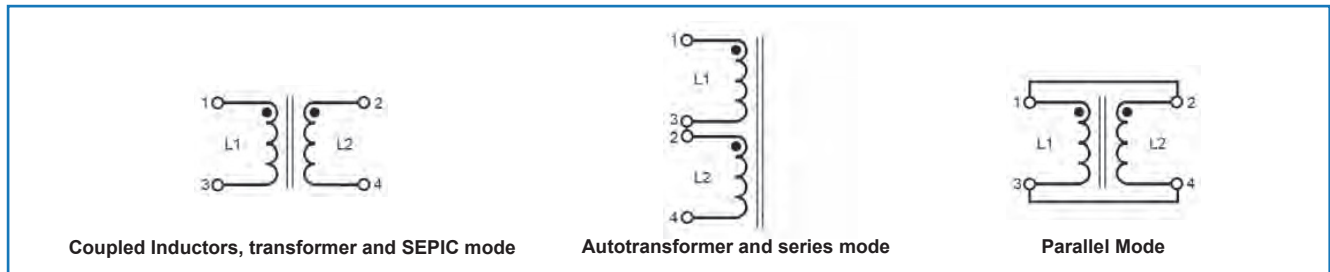 1
2
L1
L2
3
4
Coupled Inductors, transformer and SEPIC mode
1
L1
3
2
L2
4
Autotransformer and series mode
1
2
L1
L2
3
4
Parallel Mode